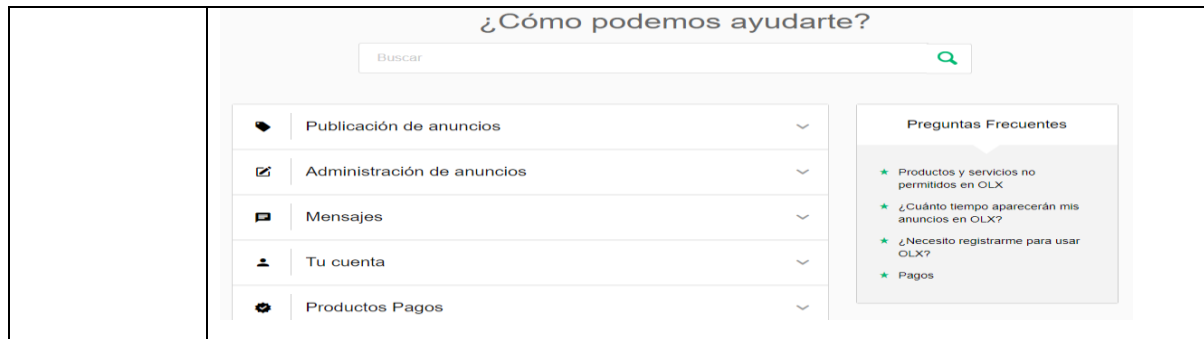 ¿Cómo podemos ayudarte?
Buscar
Publicación de anuncios
Administración de anuncios
Mensajes
Tu cuenta
Productos Pagos
Preguntas Frecuentes
Productos y servicios no
permitidos en OLX
¿Cuánto tiempo aparecerán mis
anuncios en OLX?
¿Necesito registrarme para usar
OLX?
Pagos